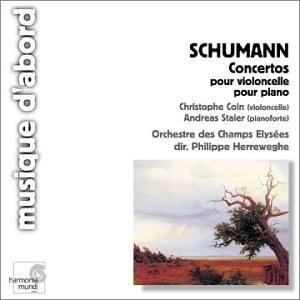 musique d'abord
SCHUMANN
Concertos
pour violoncelle
pour piano
Christophe Coin (violoncelle)
Andreas Staier (pianoforte)
Orchestre des Champs Elysées
dir. Philippe Herreweghe
harmonia
mundi